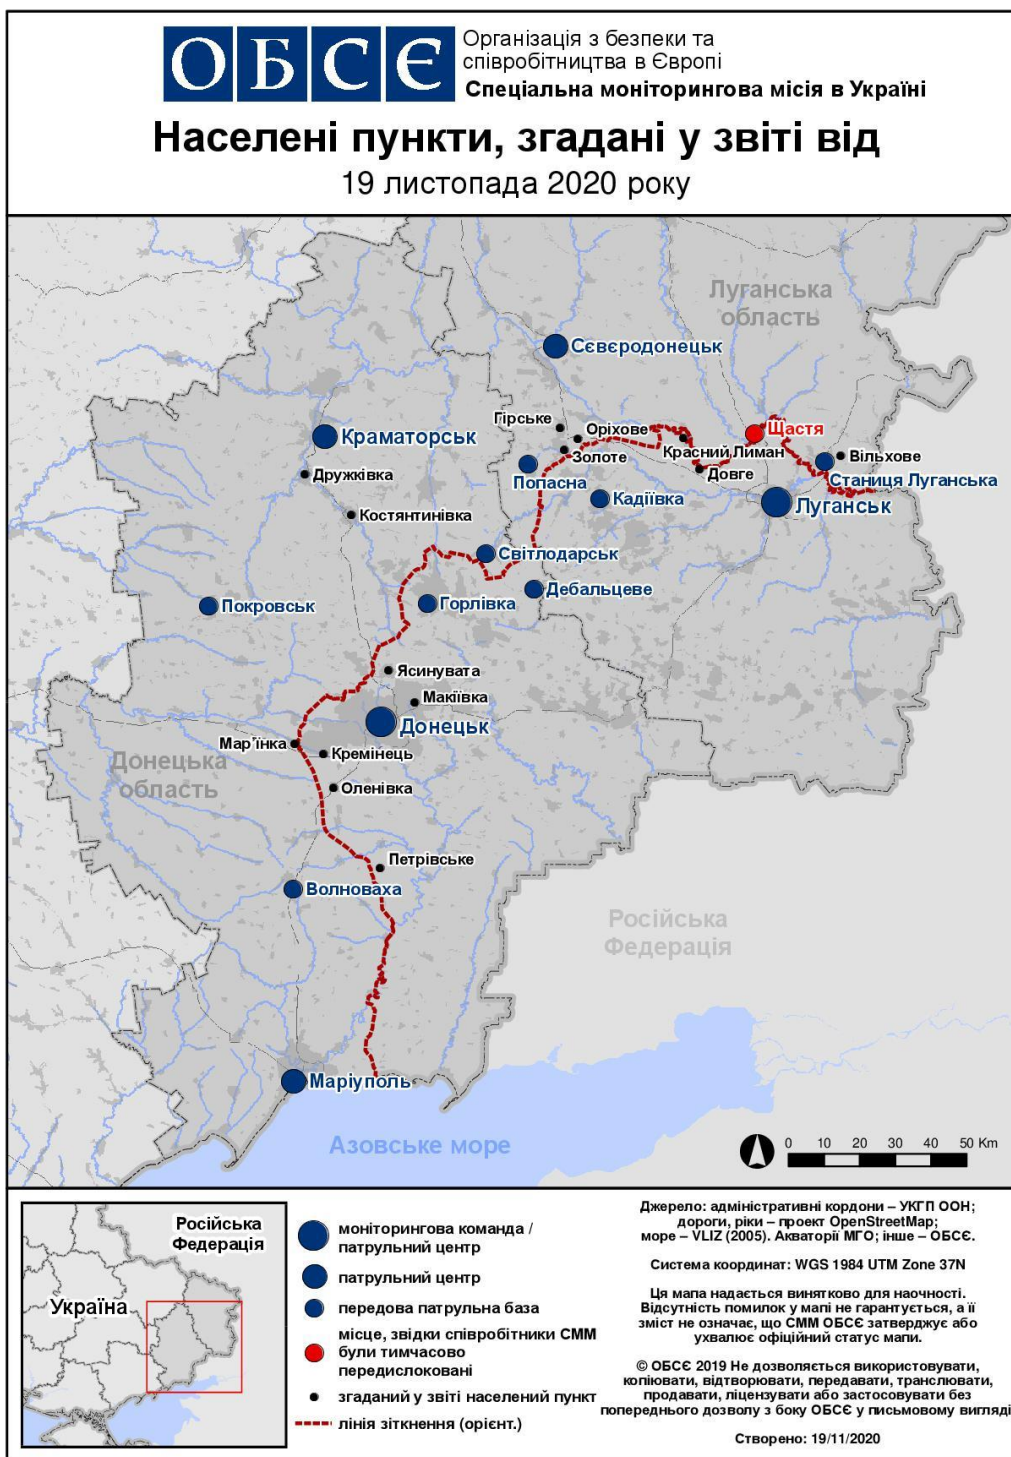 ОБСЄ
Організація з безпеки та
співробітництва в Європі
Спеціальна моніторингова місія в Україні
Населені пункти, згадані у звіті від
19 листопада 2020 року
Луганська
область
Сєвєродонецьк
Гірське
Оріхове
Щастя
Краматорськ
Золоте
Красний Лиман
Вільхове
Дружківка
Попасна
Довге
Станиця Луганська
Кадіївка
Луганськ
Костянтинівка
Світлодарськ
Дебальцеве
Покровськ
Горлівка
Ясинувата
Макіївка
Донецьк
Мар'їнка
Кремінець
Донецька
область
Оленівка
Петрівське
Волноваха
Російська
Федерація
Маріуполь
Азовське море
0 10 20 30 40 50 Км
Російська
Федерація
Україна
моніторингова команда /
патрульний центр
патрульний центр
передова патрульна база
місце, звідки співробітники СММ
були тимчасово
передислоковані
згаданий у звіті населений пункт
лінія зіткнення (орієнт.)
Джерело: адміністративні кордони – УКГП ООН;
дороги, ріки – проект OpenStreetMap;
море – VLIZ (2005). Акваторії МГО; інше – ОБСЄ.
Система координат: WGS 1984 UTM Zone 37N
Ця мапа надається винятково для наочності.
Відсутність помилок у мапі не гарантується, а її
зміст не означає, що СММ ОБСЄ затверджує або
ухвалює офіційний статус мапи.
© ОБСЄ 2019 Не дозволяється використовувати,
копіювати, відтворювати, передавати, транслювати,
продавати, ліцензувати або застосовувати без
попереднього дозволу з боку ОБСЄ у письмовому вигляді
Створено: 19/11/2020